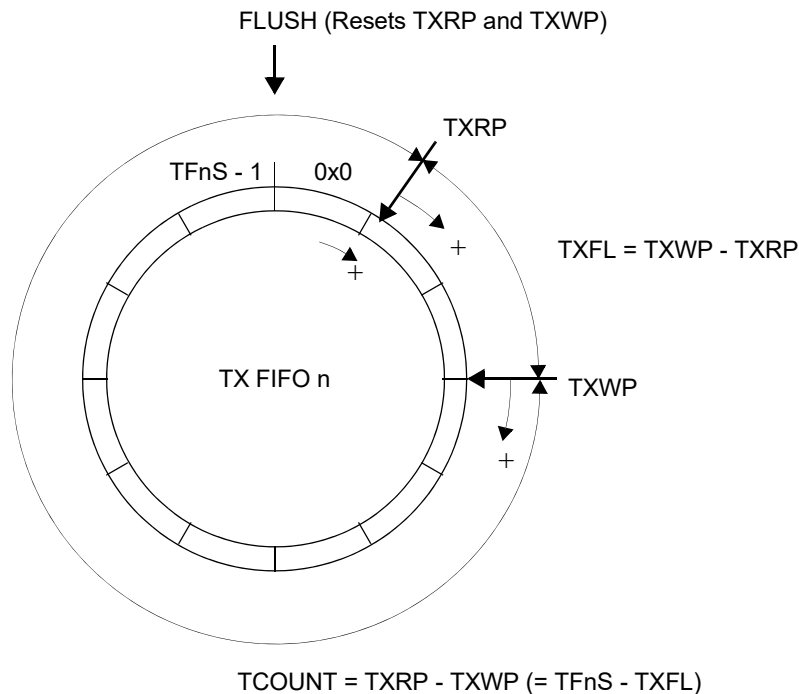 FLUSH (Resets TXRP and TXWP)
TXRP
TFnS - 1 0x0
+
TXFL = TXWP - TXRP
+
TX FIFO n
TXWP
+
TCOUNT = TXRP - TXWP (= TFnS - TXFL)